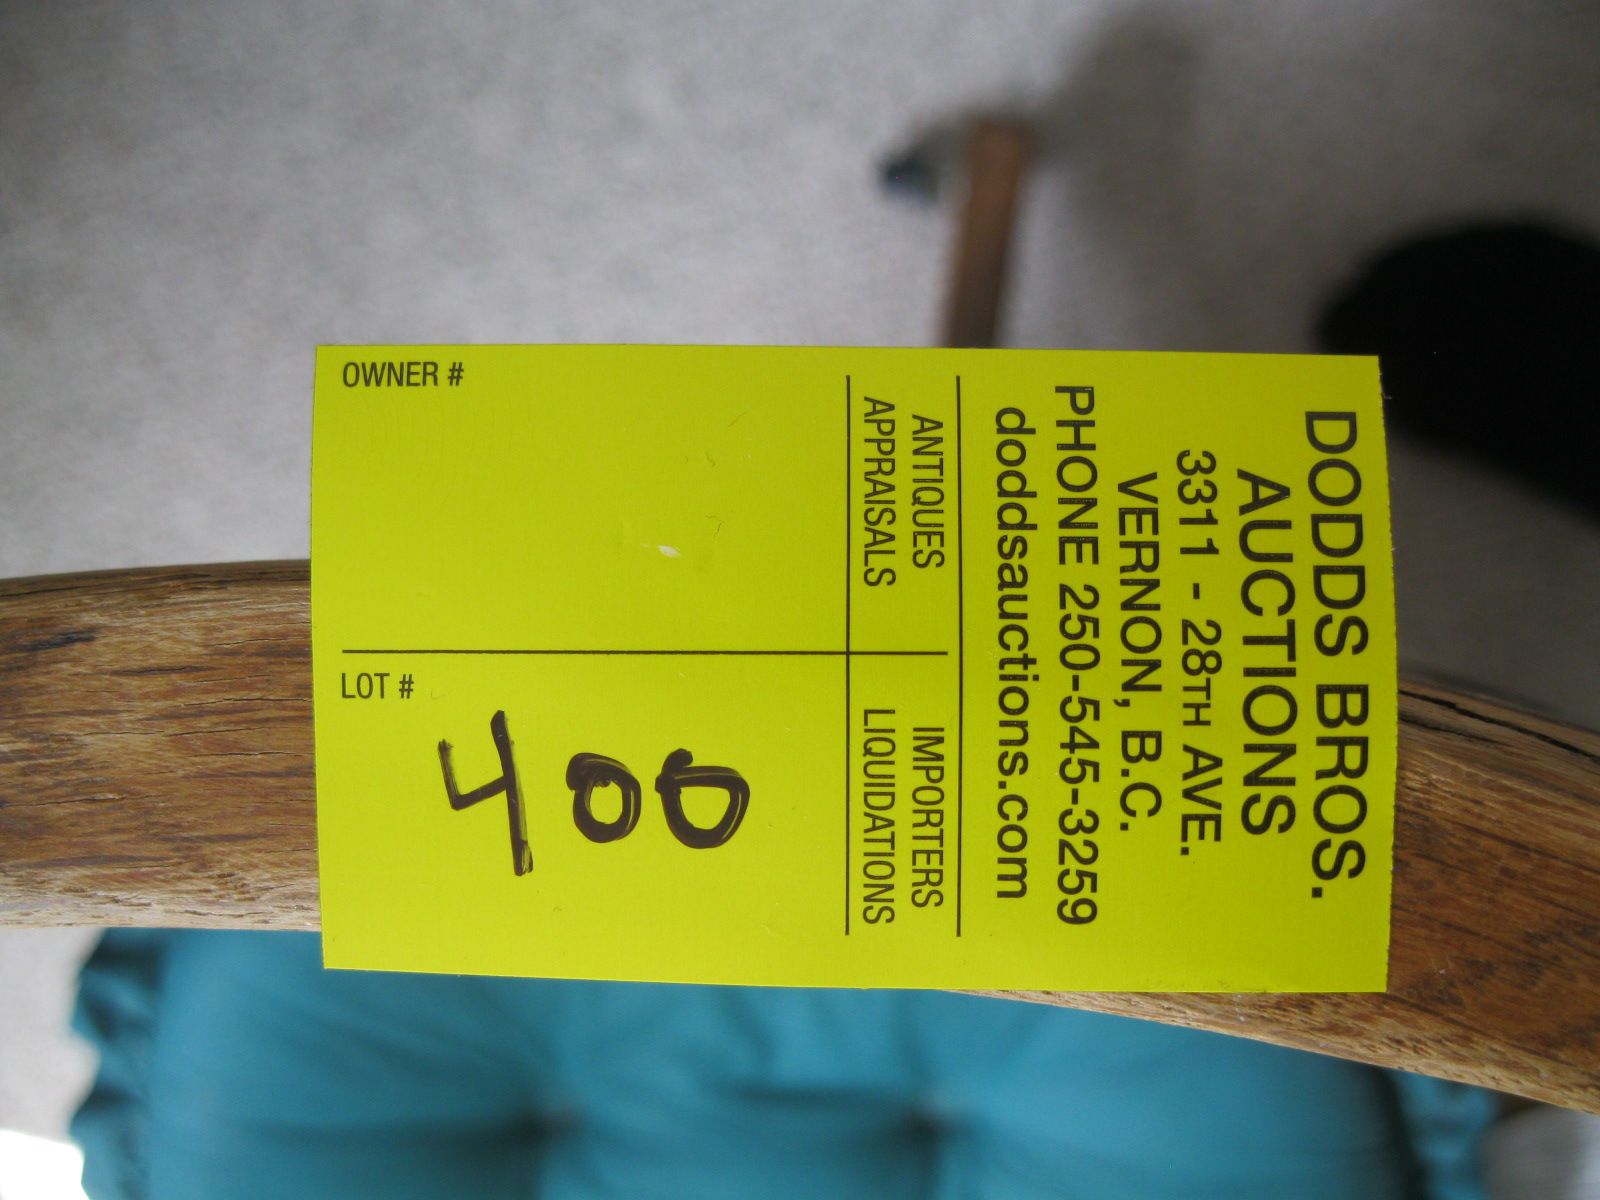 DODDS BROS.
AUCTIONS
3311 - 28TH AVE.
VERNON, B.C.
PHONE 250-545-3259
doddsauctions.com
ANTIQUES
APPRAISALS
IMPORTERS
LIQUIDATIONS
OWNER #
LOT #
400